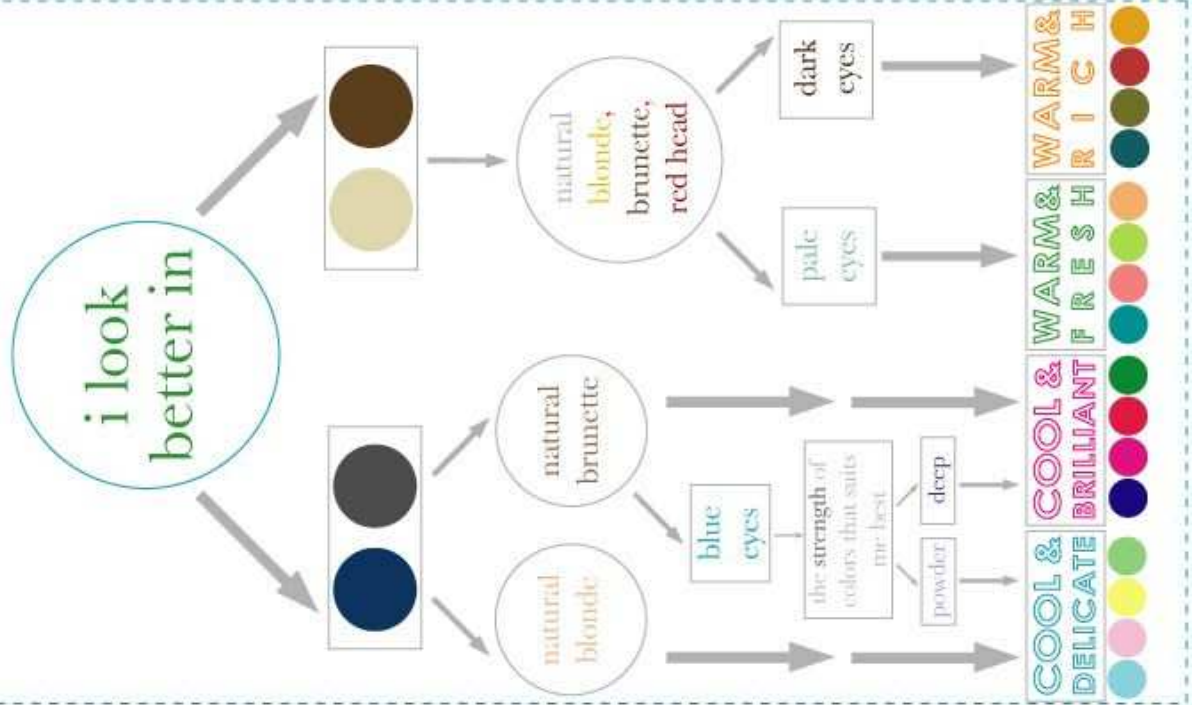 i look
better in
natural
blonde
natural
brunette
blue
eyes
the strength of
colors that suits
me best
powder
deep
natural
blonde,
brunette,
red head
pale
eyes
dark
eyes
COOL &
DELICATE
COOL &
BRILLIANT
WARM&
FRESH
WARM&
RICH